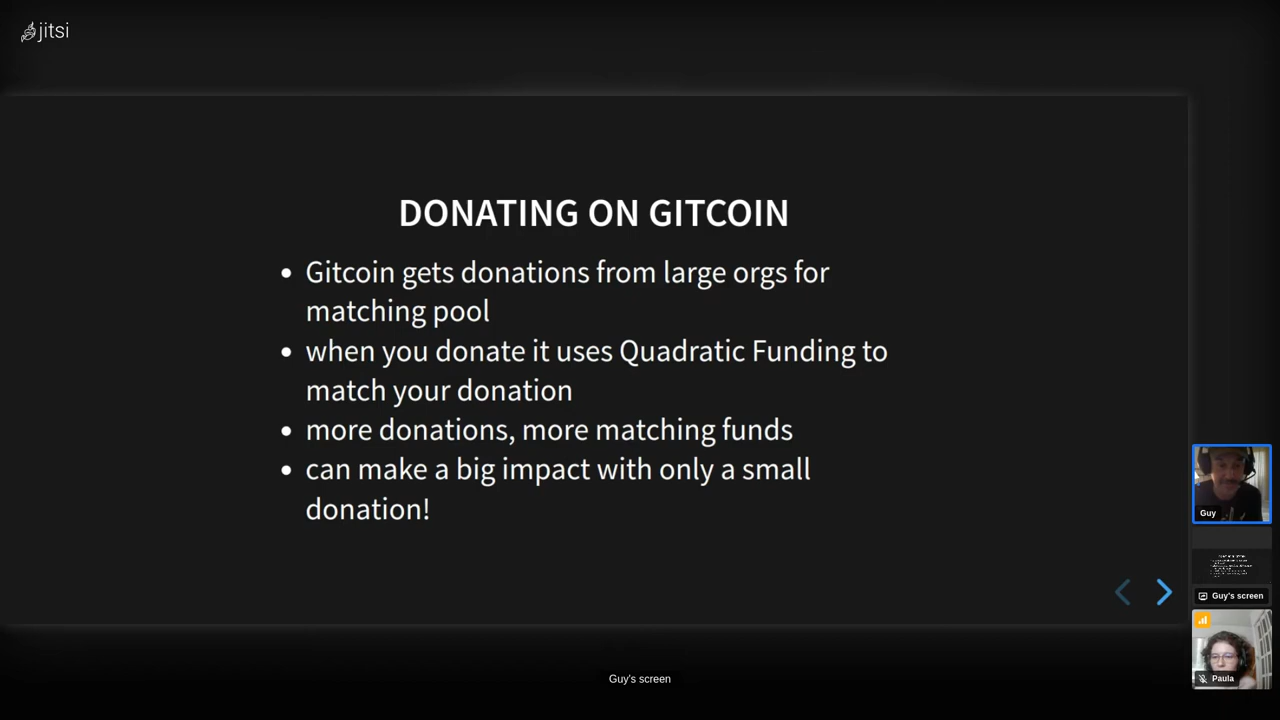 jitsi
DONATING ON GITCOIN
• Gitcoin gets donations from large orgs for
matching pool
• when you donate it uses Quadratic Funding to
match your donation
• more donations, more matching funds
• can make a big impact with only a small
donation!
Guy
Guy's screen
Paula
Guy's screen